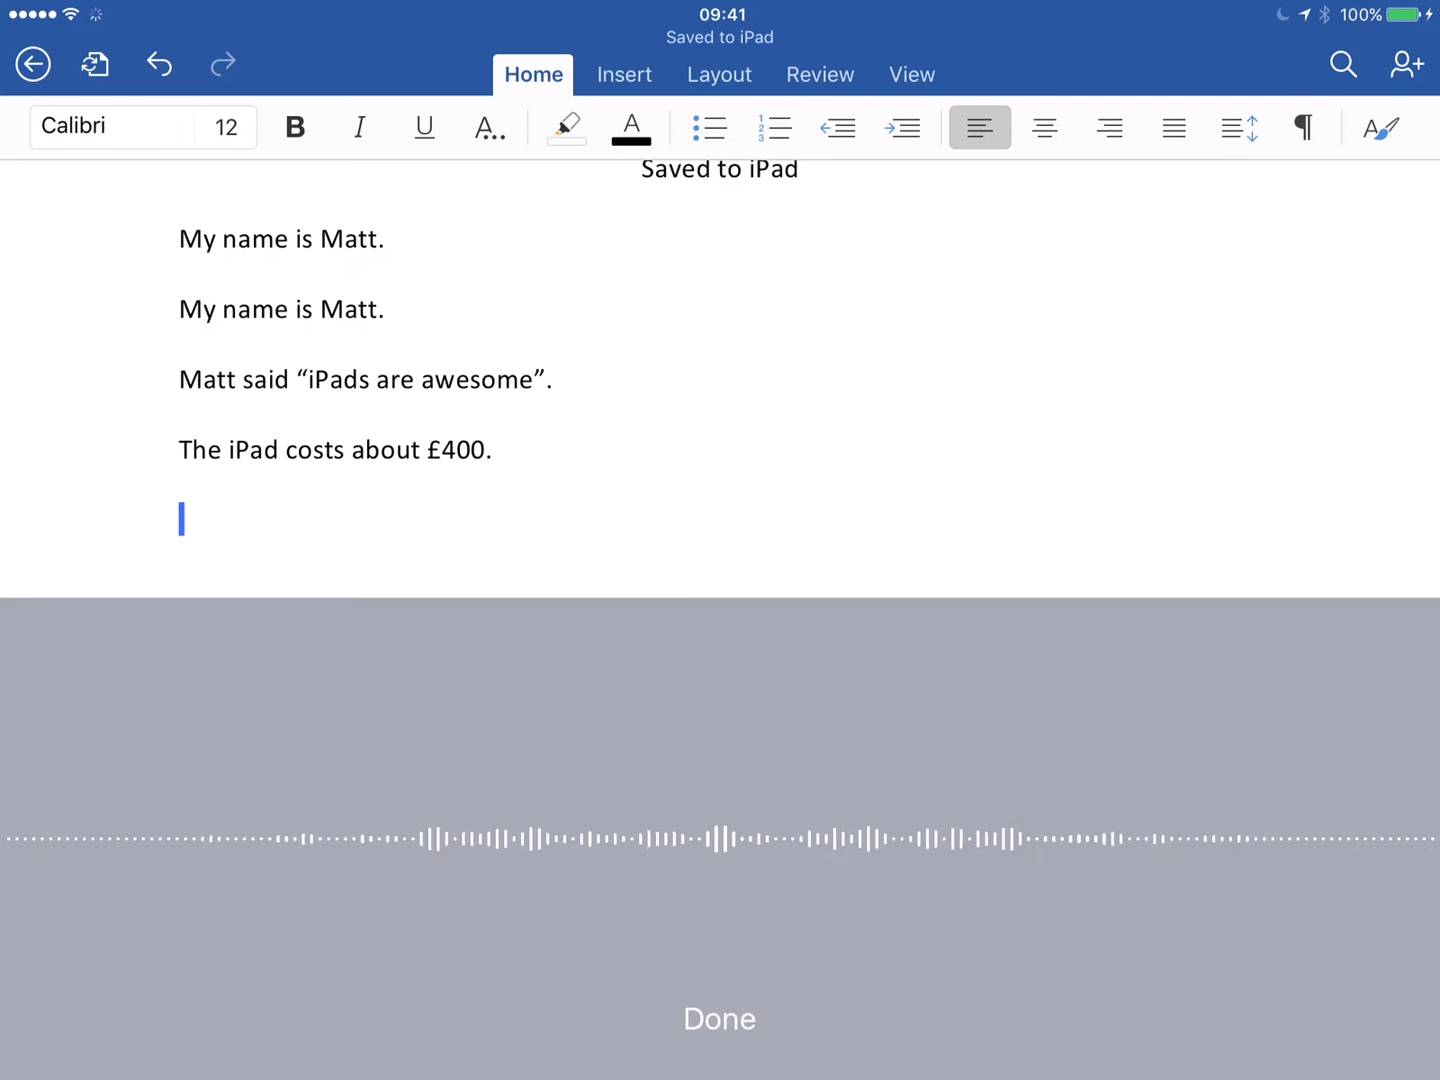 09:41
100%
Saved to iPad
Home Insert Layout Review View
Calibri 12 B I U A.. A
Saved to iPad
My name is Matt.
My name is Matt.
Matt said “iPads are awesome”.
The iPad costs about £400.
Done